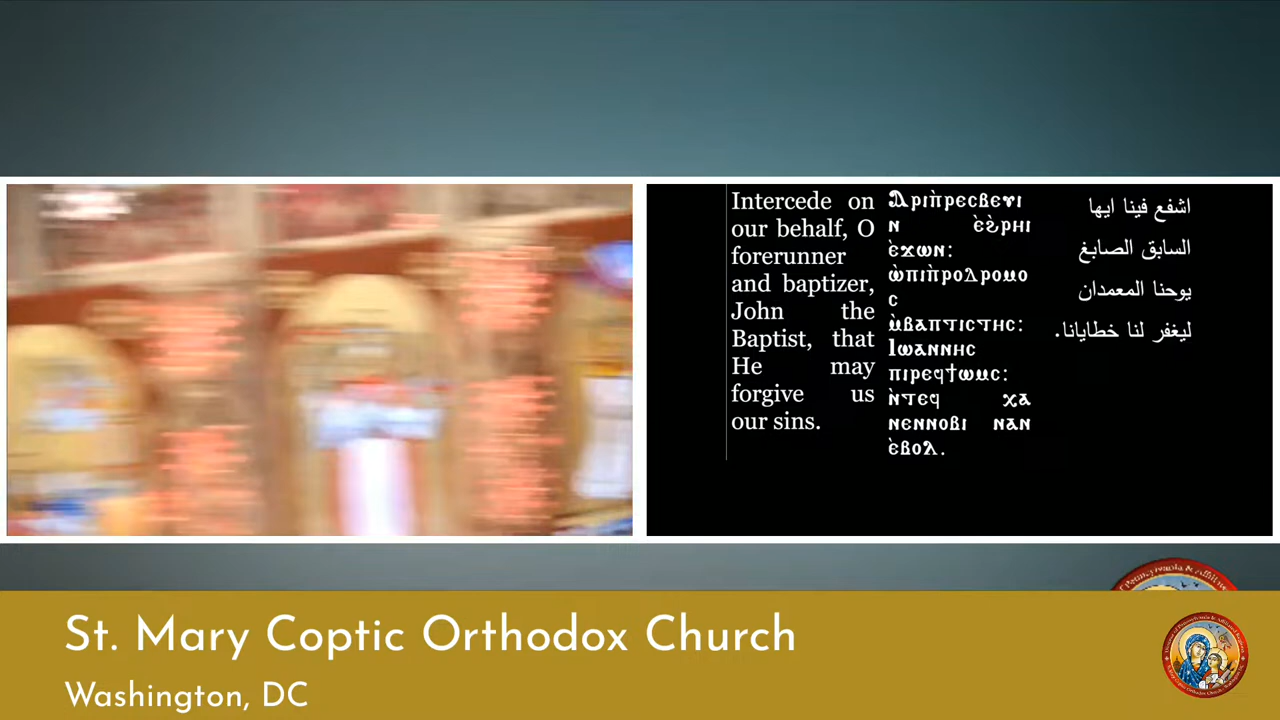 Intercede on
our behalf, O
forerunner
and baptizer,
John the
Baptist, that
He may
forgive us
our sins.
Ⲁⲣⲓⲡ̀ⲣⲉⲥⲃⲉⲩⲓ
ⲛ ⲉ̀ϩ̀ⲣⲏⲓ
ⲉ̀ϫⲱⲛ:
ⲱ̀ⲡⲓⲡ̀ⲣⲟⲇⲣⲟⲙⲟ
ⲥ
ⲙ̀ⲃⲁⲡⲧⲓⲥⲧⲏⲥ:
Ⲓⲱⲁⲛⲛⲏⲥ
ⲡⲓⲣⲉϥϯⲱⲙⲥ:
ⲛ̀ⲧⲉϥ ⲭⲁ
ⲛⲉⲛⲛⲟⲃⲓ ⲛⲁⲛ
ⲉ̀ⲃⲟⲗ.
اشفع فينا ايها
السابق الصابغ
يوحنا المعمدان
ليغفر لنا خطايانا.
St. Mary Coptic Orthodox Church
Washington, DC